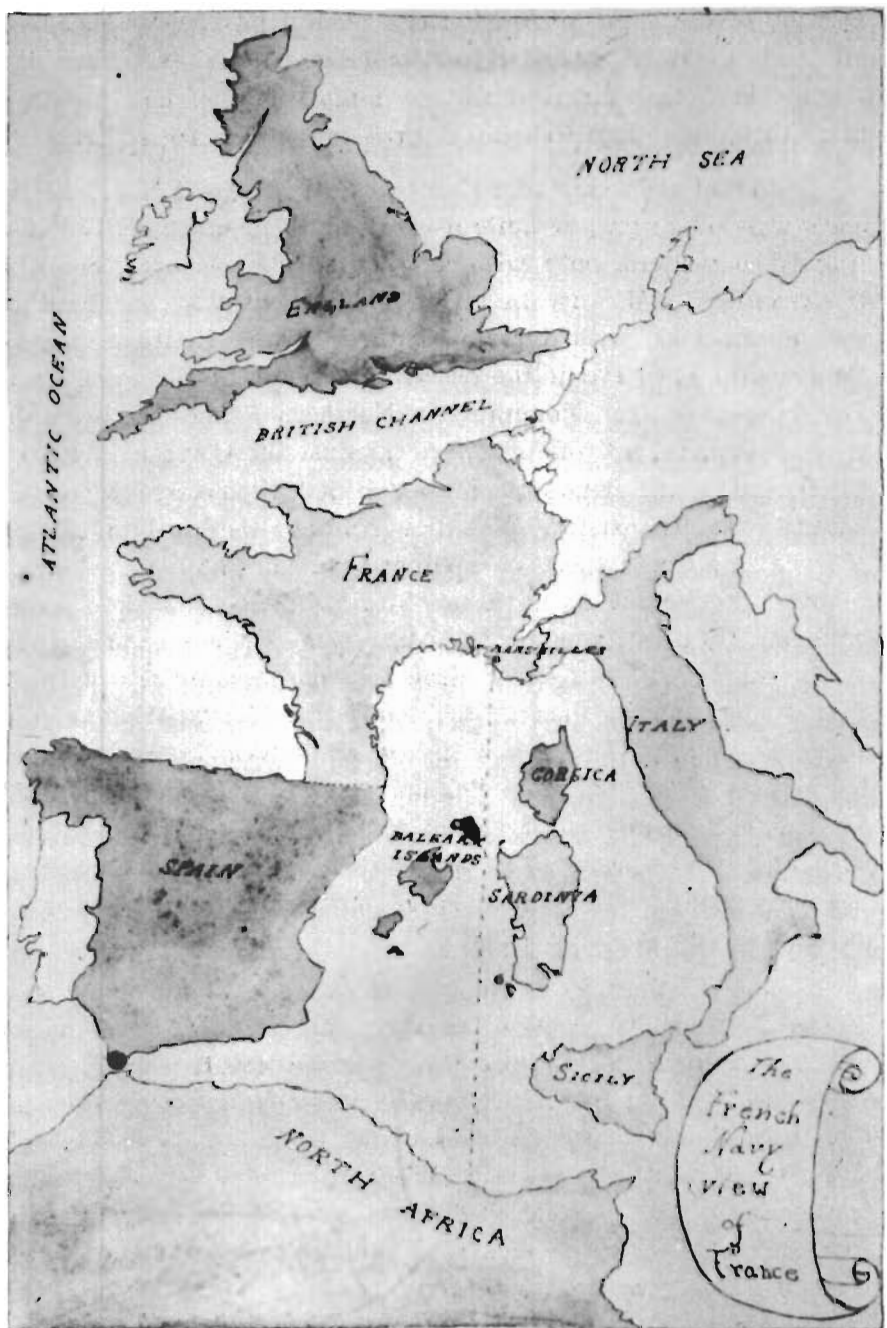 NORTH SEA
ENGLAND
ATLANTIC OCEAN
BRITISH CHANNEL
FRANCE
MARSEILLES
ITALY
CORSICA
BALEARIC
ISLANDS
SPAIN
SARDINIA
SICILY
NORTH
AFRICA
The
French
Navy
view
of
France